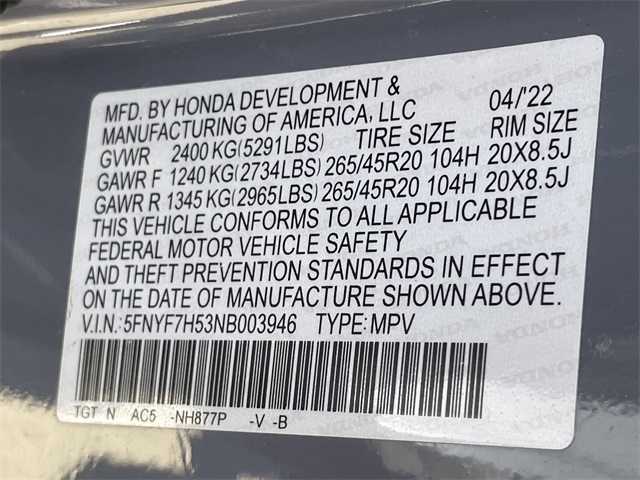 MFD. BY HONDA DEVELOPMENT & 04/'22
MANUFACTURING OF AMERICA, LLC
GVWR 2400 KG(5291LBS) TIRE SIZE RIM SIZE
GAWR F 1240 KG(2734LBS) 265/45R20 104H 20X8.5J
GAWR R 1345 KG(2965LBS) 265/45R20 104H 20X8.5J
THIS VEHICLE CONFORMS TO ALL APPLICABLE
FEDERAL MOTOR VEHICLE SAFETY
AND THEFT PREVENTION STANDARDS IN EFFECT
ON THE DATE OF MANUFACTURE SHOWN ABOVE.
V.I.N.: 5FNYF7H53NB003946 TYPE: MPV
TGT N AC5 -NH877P -V -B